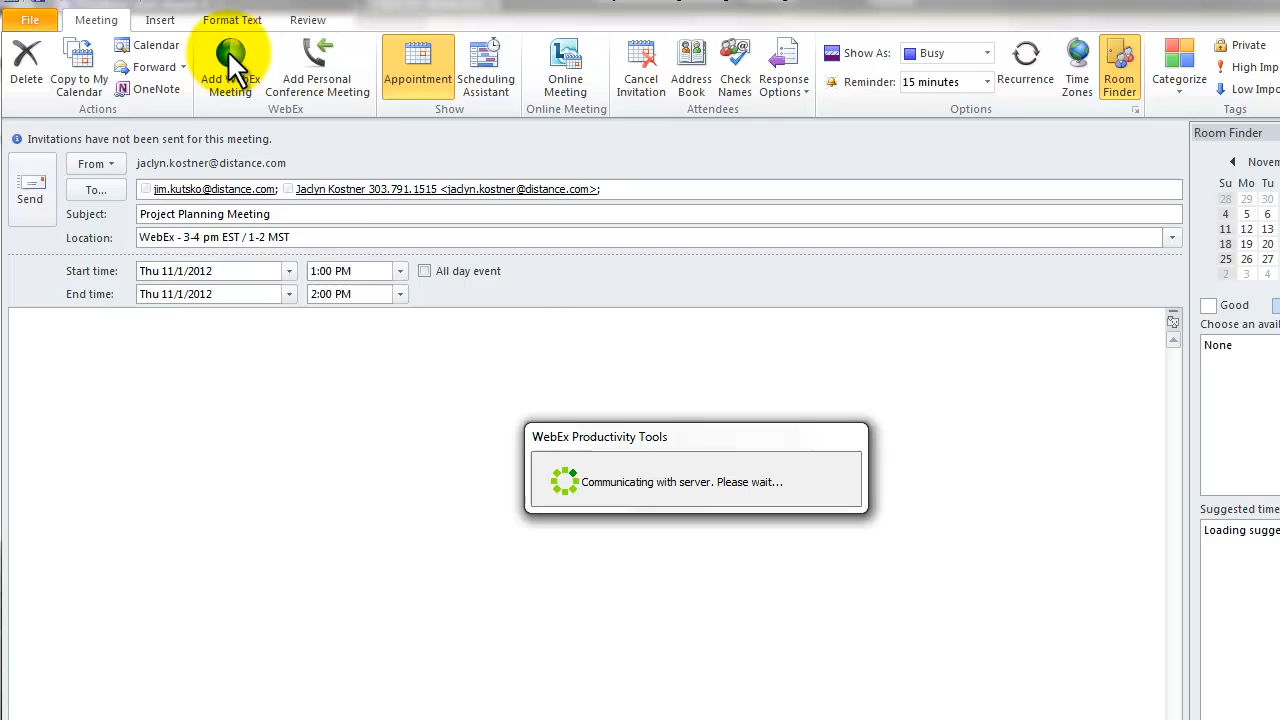 File Meeting Insert Format Text Review
Delete
Copy to My
Calendar
Calendar
Forward
OneNote
Actions
Add WebEx
Meeting
Add Personal
Conference Meeting
WebEx
Appointment
Scheduling
Assistant
Show
Online
Meeting
Online Meeting
Cancel
Invitation
Address
Book
Check
Names
Response
Options
Attendees
Show As: Busy
Reminder: 15 minutes
Recurrence
Time
Zones
Room
Finder
Options
Categorize
Private
High Imp
Low Impo
Tags
Invitations have not been sent for this meeting.
Send
From jaclyn.kostner@distance.com
To... jim.kutsko@distance.com; Jaclyn Kostner 303.791.1515 <jaclyn.kostner@distance.com>;
Subject: Project Planning Meeting
Location: WebEx - 3-4 pm EST / 1-2 MST
Start time: Thu 11/1/2012 1:00 PM All day event
End time: Thu 11/1/2012 2:00 PM
WebEx Productivity Tools
Communicating with server. Please wait...
Room Finder
Novem
Su Mo Tu
28 29 30
4 5 6
11 12 13
18 19 20
25 26 27
2 3 4
Good
Choose an avail
None
Suggested time
Loading sugge